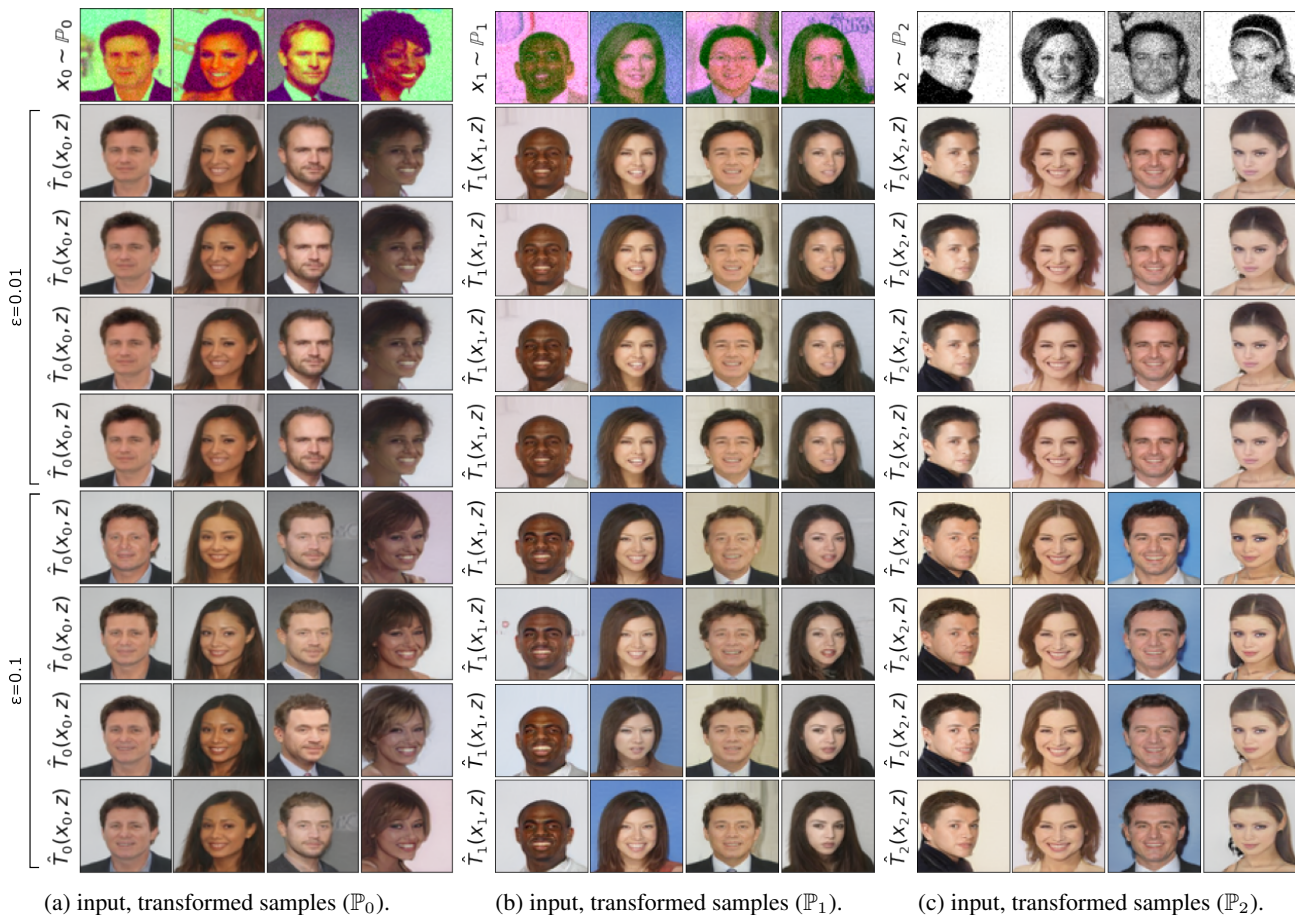 x₀ ~ ℙ₀
x₁ ~ ℙ₁
x₂ ~ ℙ₂
ε=0.01
T̂₀(x₀, z) T̂₁(x₁, z) T̂₂(x₂, z)
T̂₀(x₀, z) T̂₁(x₁, z) T̂₂(x₂, z)
T̂₀(x₀, z) T̂₁(x₁, z) T̂₂(x₂, z)
T̂₀(x₀, z) T̂₁(x₁, z) T̂₂(x₂, z)
ε=0.1
T̂₀(x₀, z) T̂₁(x₁, z) T̂₂(x₂, z)
T̂₀(x₀, z) T̂₁(x₁, z) T̂₂(x₂, z)
T̂₀(x₀, z) T̂₁(x₁, z) T̂₂(x₂, z)
T̂₀(x₀, z) T̂₁(x₁, z) T̂₂(x₂, z)
(a) input, transformed samples (ℙ₀).
(b) input, transformed samples (ℙ₁).
(c) input, transformed samples (ℙ₂).